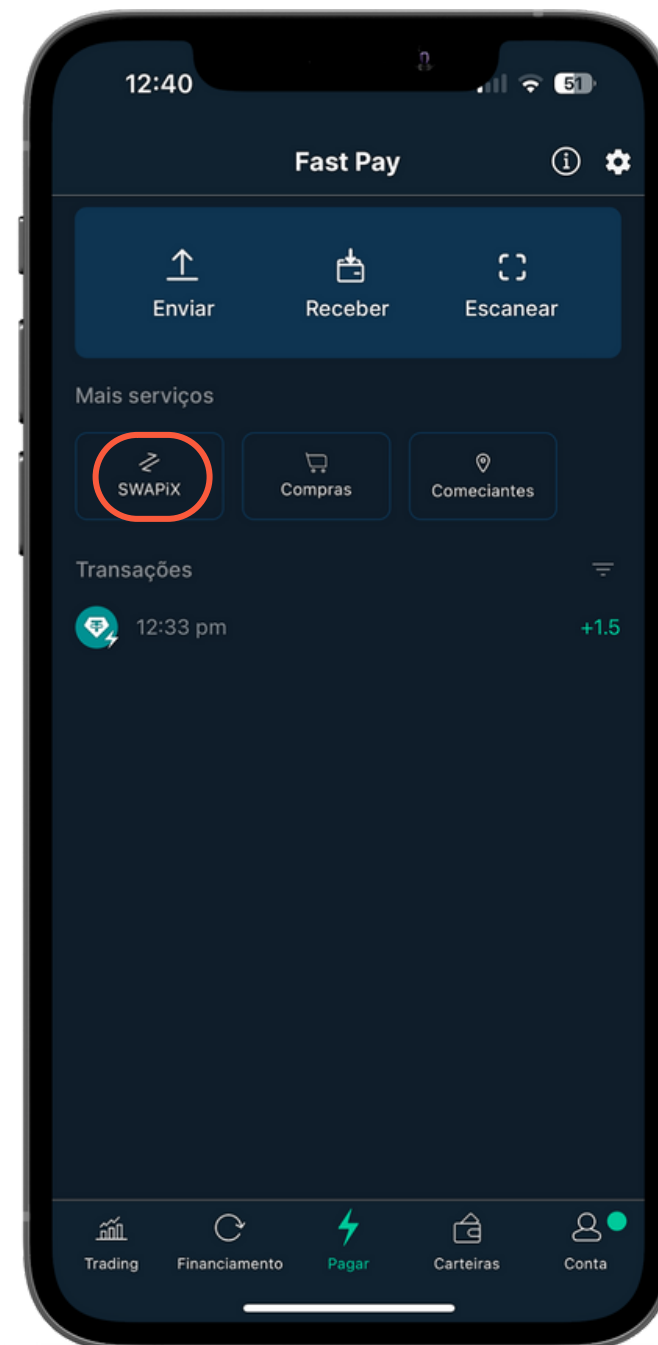 12:40
51
Fast Pay
Enviar Receber Escanear
Mais serviços
SWAPiX Compras Comeciantes
Transações
12:33 pm +1.5
Trading Financiamento Pagar Carteiras Conta